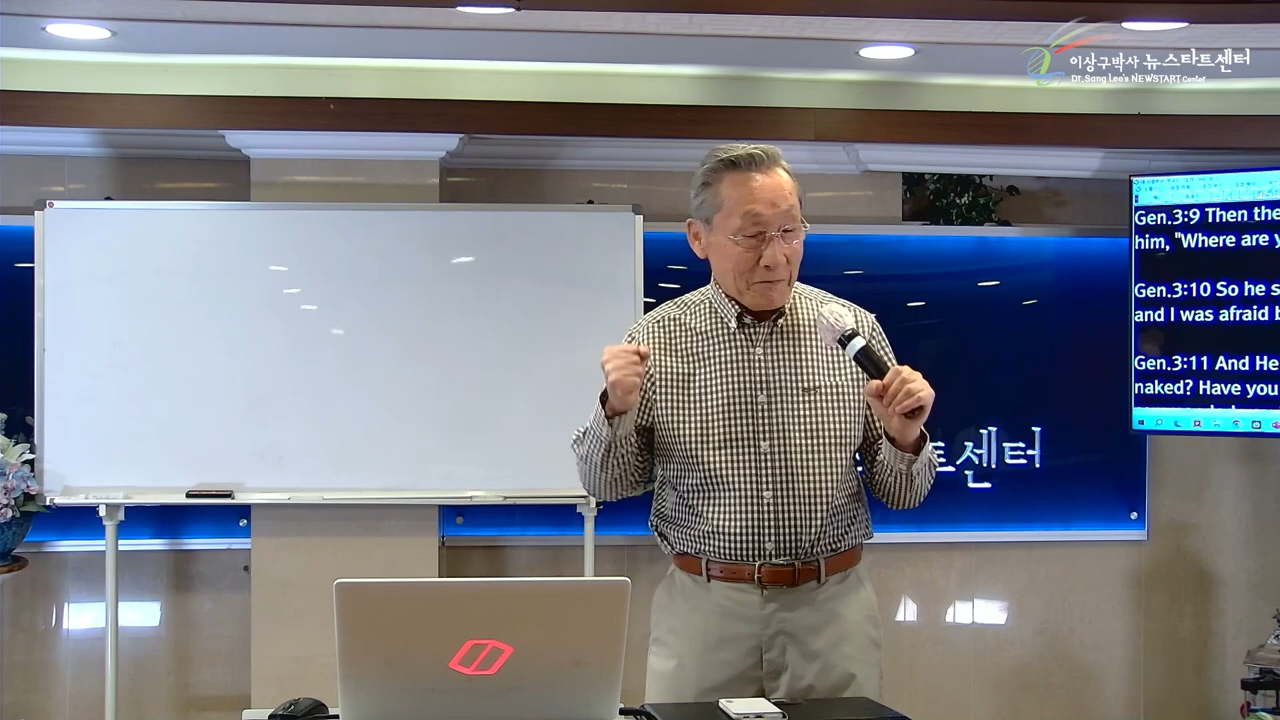 이상구박사 뉴스타트센터
Dr. Sang Lee's NEWSTART Center
Gen.3:9 Then the
him, "Where are y
Gen.3:10 So he s
and I was afraid b
Gen.3:11 And He
naked? Have you
트센터